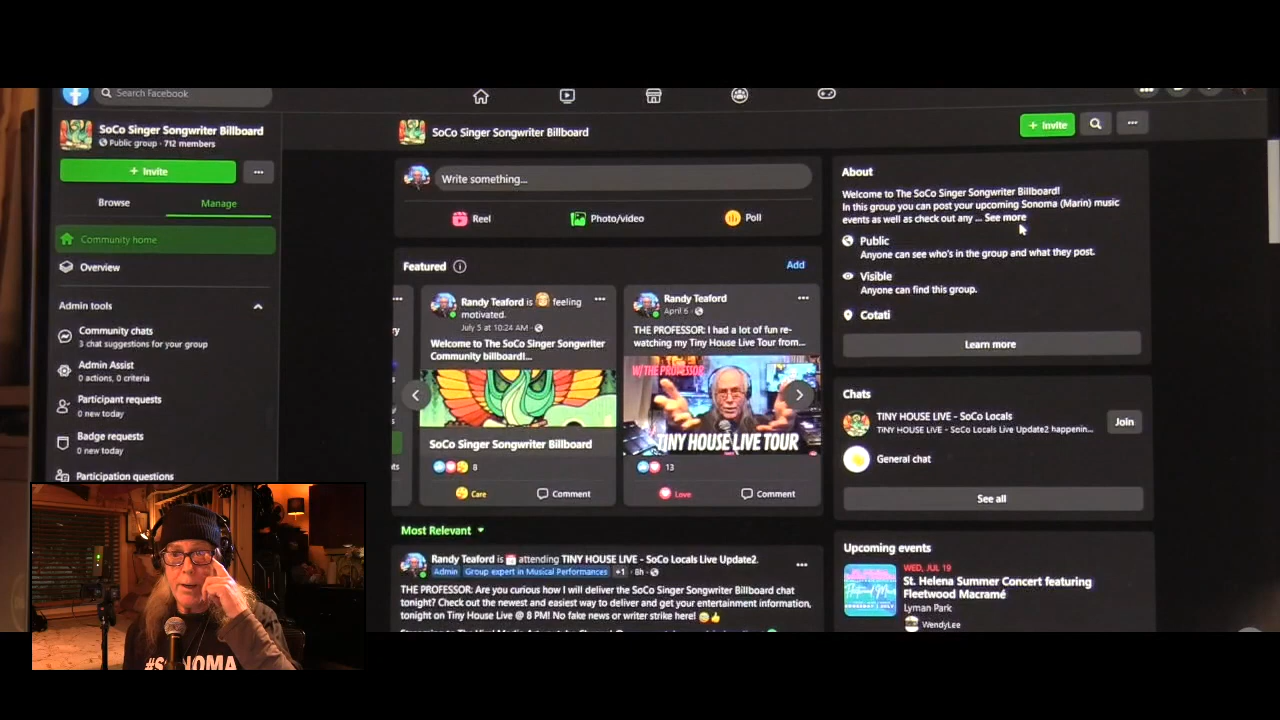 Search Facebook
SoCo Singer Songwriter Billboard
Public group · 712 members
+ Invite
Browse
Manage
Community home
Overview
Admin tools
Community chats
3 chat suggestions for your group
Admin Assist
0 actions, 0 criteria
Participant requests
0 new today
Badge requests
0 new today
Participation questions
SoCo Singer Songwriter Billboard
+ Invite
Write something...
Reel
Photo/video
Poll
Featured
Add
Randy Teaford is feeling
motivated.
July 5 at 10:24 AM ·
Welcome to The SoCo Singer Songwriter
Community billboard!...
SoCo Singer Songwriter Billboard
8
Care
Comment
Randy Teaford
April 6 ·
THE PROFESSOR: I had a lot of fun re-
watching my Tiny House Live Tour from...
W/THE PROFESSOR
TINY HOUSE LIVE TOUR
13
Love
Comment
Most Relevant
Randy Teaford is attending TINY HOUSE LIVE - SoCo Locals Live Update2.
Admin Group expert in Musical Performances +1 · 8h ·
THE PROFESSOR: Are you curious how I will deliver the SoCo Singer Songwriter Billboard chat
tonight? Check out the newest and easiest way to deliver and get your entertainment information,
tonight on Tiny House Live @ 8 PM! No fake news or writer strike here!
About
Welcome to The SoCo Singer Songwriter Billboard!
In this group you can post your upcoming Sonoma (Marin) music
events as well as check out any ... See more
Public
Anyone can see who's in the group and what they post.
Visible
Anyone can find this group.
Cotati
Learn more
Chats
TINY HOUSE LIVE - SoCo Locals
TINY HOUSE LIVE - SoCo Locals Live Update2 happenin...
Join
General chat
See all
Upcoming events
WED, JUL 19
St. Helena Summer Concert featuring
Fleetwood Macramé
Lyman Park
WendyLee